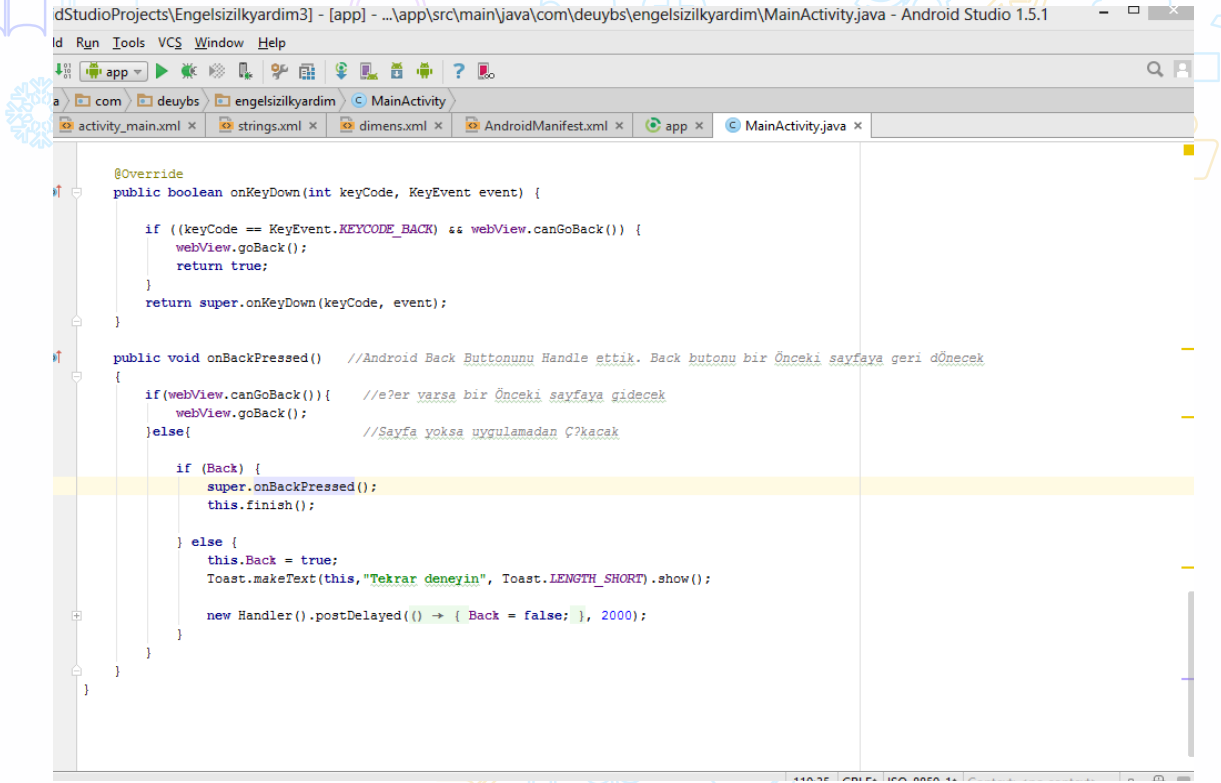 dStudioProjects\Engelsizilkyardim3] - [app] - ...\app\src\main\java\com\deuybs\engelsizilkyardim\MainActivity.java - Android Studio 1.5.1
ld Run Tools VCS Window Help
app
a com deuybs engelsizilkyardim MainActivity
activity_main.xml × strings.xml × dimens.xml × AndroidManifest.xml × app × MainActivity.java ×
@Override
public boolean onKeyDown(int keyCode, KeyEvent event) {
if ((keyCode == KeyEvent.KEYCODE_BACK) && webView.canGoBack()) {
webView.goBack();
return true;
}
return super.onKeyDown(keyCode, event);
}
public void onBackPressed() //Android Back Buttonunu Handle ettik. Back butonu bir Önceki sayfaya geri dÖnecek
{
if(webView.canGoBack()){ //e?er varsa bir Önceki sayfaya gidecek
webView.goBack();
}else{ //Sayfa yoksa uygulamadan Ç?kacak
if (Back) {
super.onBackPressed();
this.finish();
} else {
this.Back = true;
Toast.makeText(this,"Tekrar deneyin", Toast.LENGTH_SHORT).show();
new Handler().postDelayed(() → { Back = false; }, 2000);
}
}
}
}